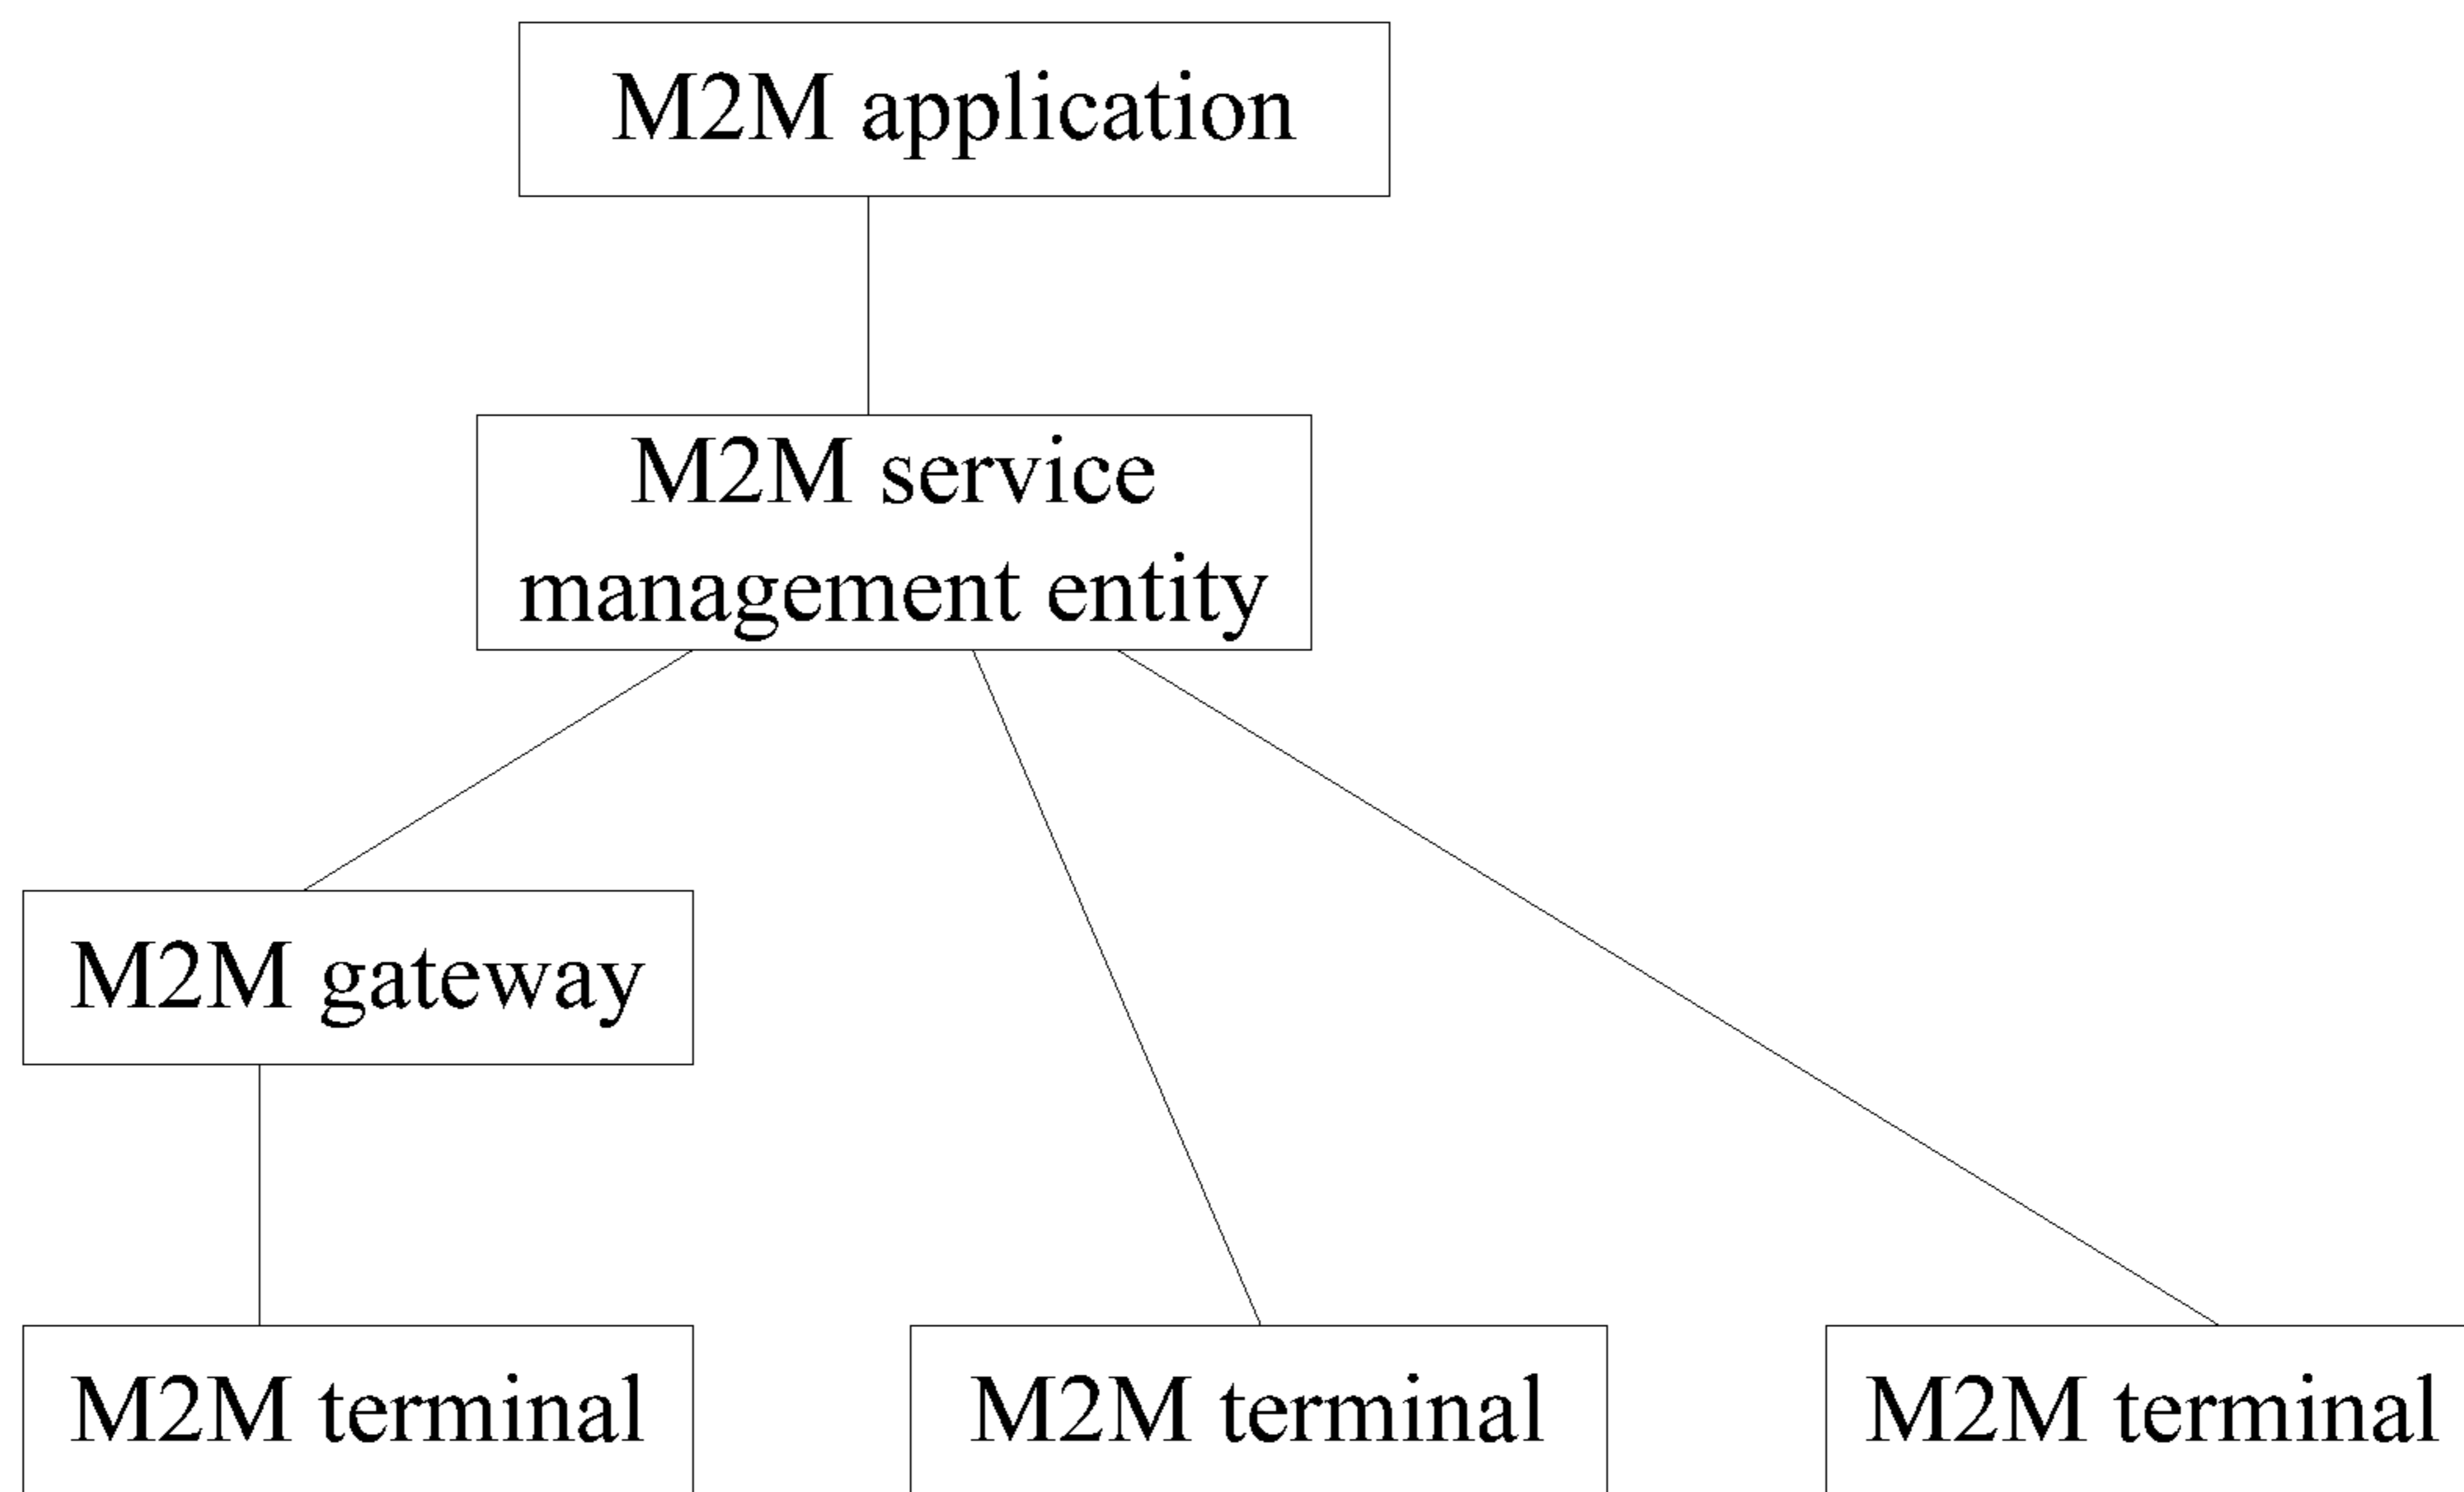 M2M application
M2M service
management entity
M2M gateway
M2M terminal
M2M terminal
M2M terminal